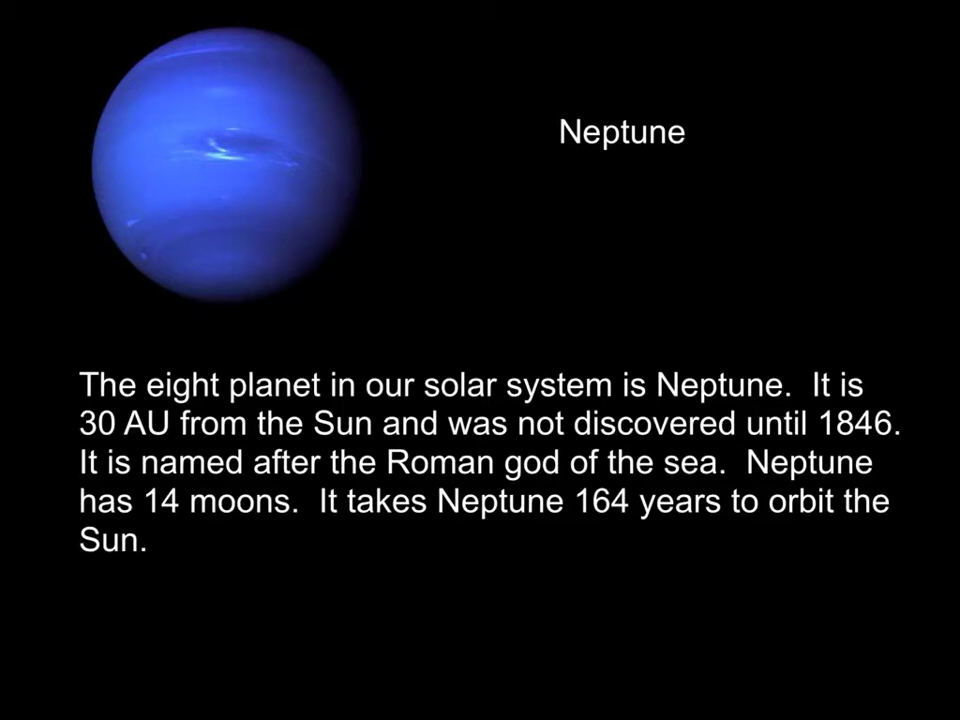 Neptune
The eight planet in our solar system is Neptune.  It is
30 AU from the Sun and was not discovered until 1846.
It is named after the Roman god of the sea.  Neptune
has 14 moons.  It takes Neptune 164 years to orbit the
Sun.